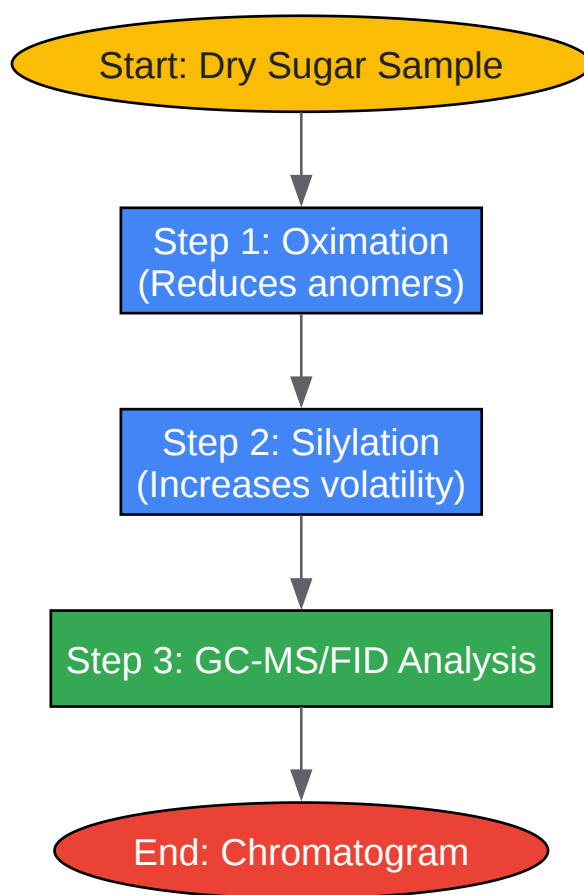 Start: Dry Sugar Sample
Step 1: Oximation
(Reduces anomers)
Step 2: Silylation
(Increases volatility)
Step 3: GC-MS/FID Analysis
End: Chromatogram